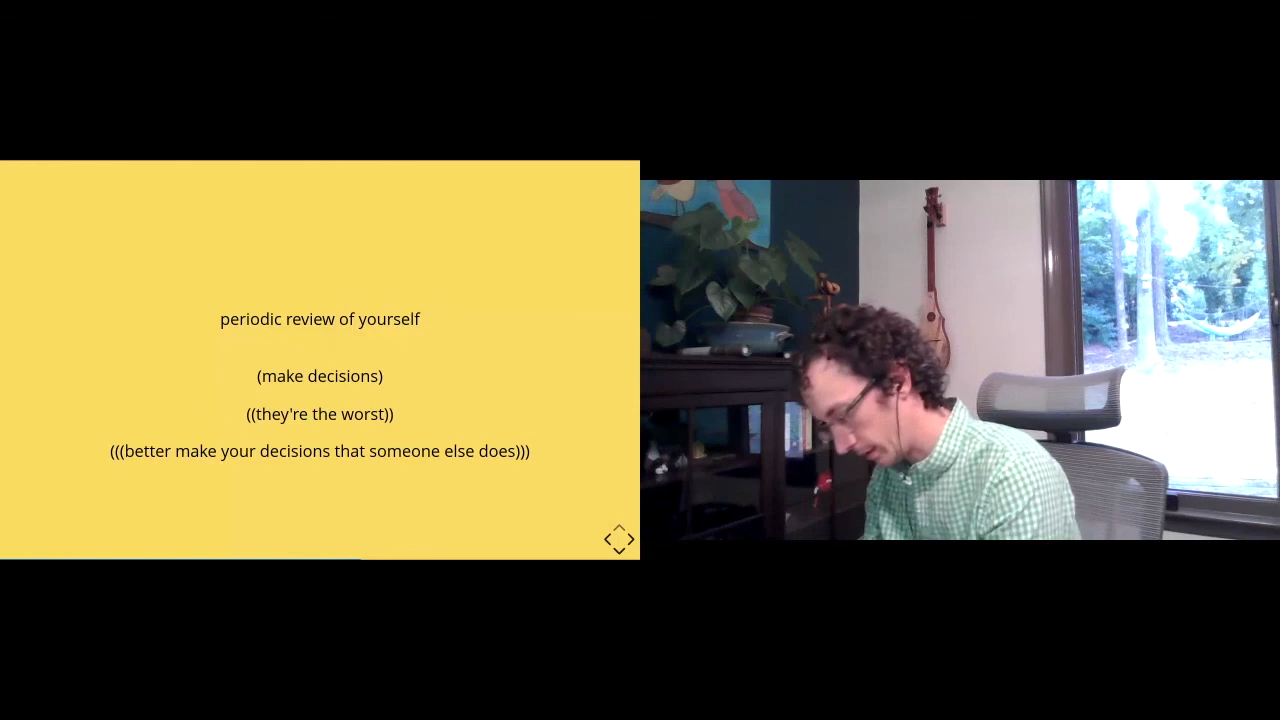 periodic review of yourself
(make decisions)
((they're the worst))
(((better make your decisions that someone else does)))